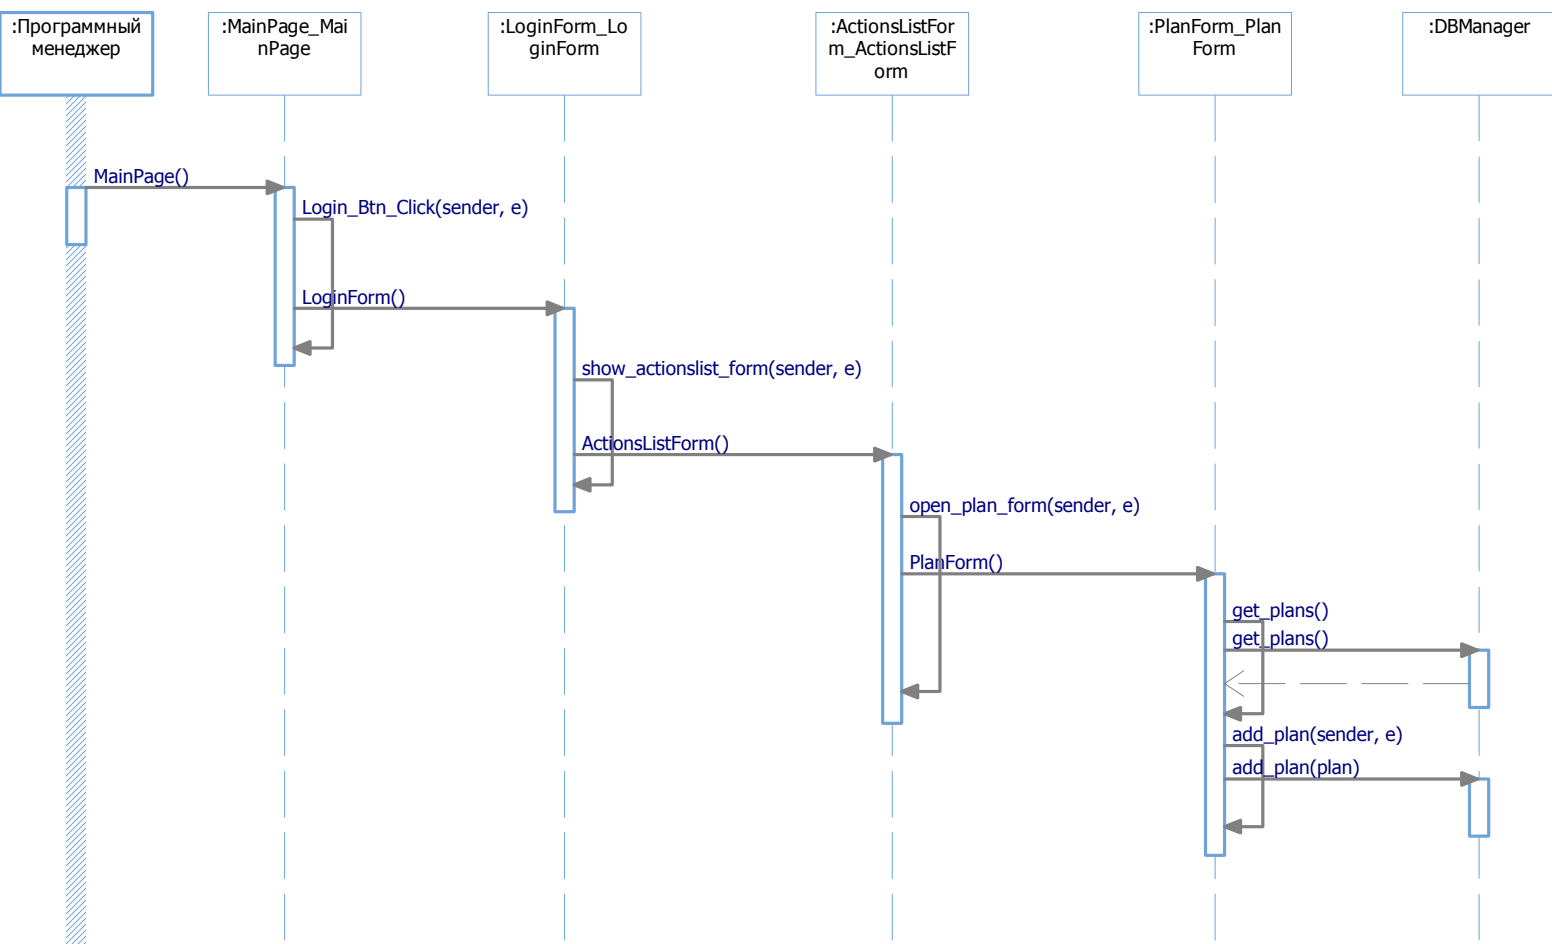 :Программный
менеджер
:MainPage_Mai
nPage
:LoginForm_Lo
ginForm
:ActionsListFor
m_ActionsListF
orm
:PlanForm_Plan
Form
:DBManager
MainPage()
Login_Btn_Click(sender, e)
LoginForm()
show_actionslist_form(sender, e)
ActionsListForm()
open_plan_form(sender, e)
PlanForm()
get_plans()
get_plans()
add_plan(sender, e)
add_plan(plan)